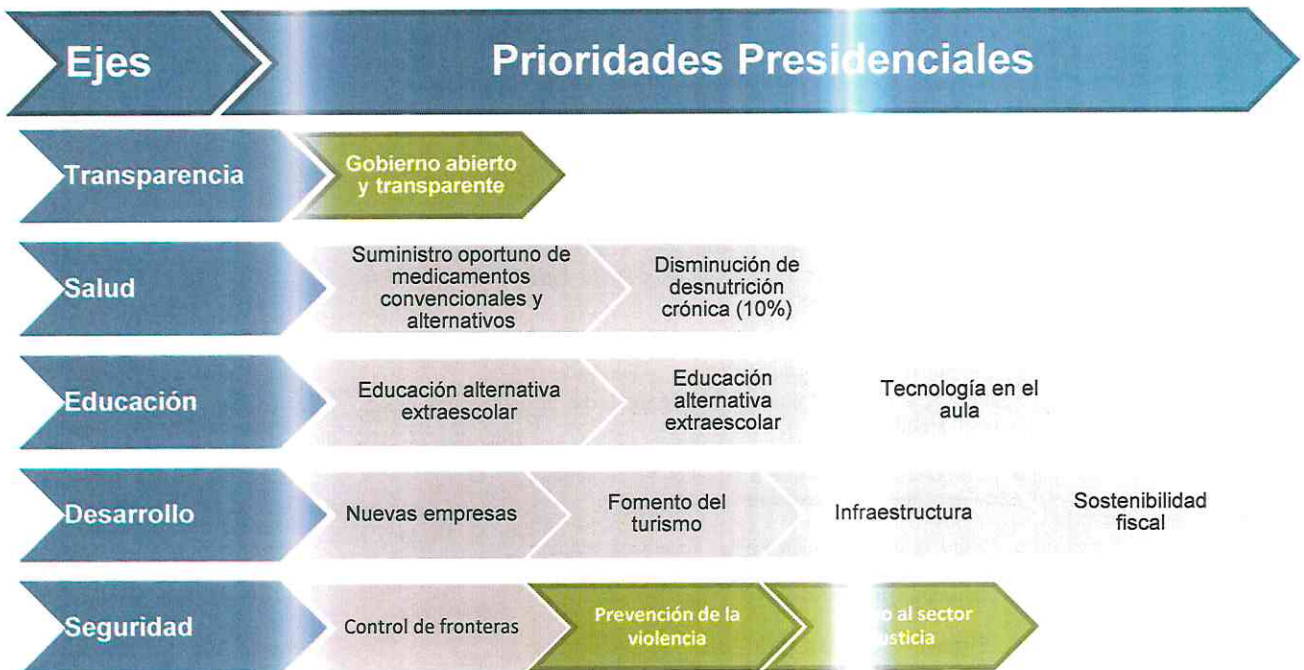 Ejes
Prioridades Presidenciales
Transparencia
Gobierno abierto
y transparente
Salud
Suministro oportuno de
medicamentos
convencionales y
alternativos
Disminución de
desnutrición
crónica (10%)
Educación
Educación alternativa
extraescolar
Educación
alternativa
extraescolar
Tecnología en el
aula
Desarrollo
Nuevas empresas
Fomento del
turismo
Infraestructura
Sostenibilidad
fiscal
Seguridad
Control de fronteras
Prevención de la
violencia
al sector